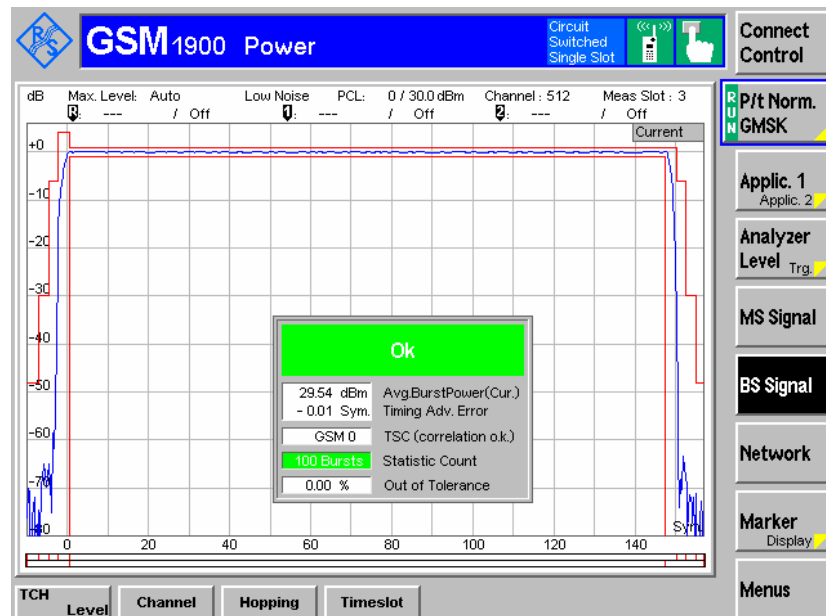 R&S
GSM 1900 Power
Circuit
Switched
Single Slot
Connect
Control
dB Max. Level: Auto Low Noise PCL: 0 / 30.0 dBm Channel : 512 Meas Slot : 3
R: --- / Off 1: --- / Off 2: --- / Off
Current
RUN
P/t Norm.
GMSK
Applic. 1
Applic. 2
Analyzer
Level Trg.
MS Signal
BS Signal
Network
Marker
Display
Menus
+0
-10
-20
-30
-40
-50
-60
-70
-80
Ok
29.54 dBm Avg.BurstPower(Cur.)
- 0.01 Sym. Timing Adv. Error
GSM 0 TSC (correlation o.k.)
100 Bursts Statistic Count
0.00 % Out of Tolerance
Sym
0 20 40 60 80 100 120 140
TCH
Level
Channel
Hopping
Timeslot